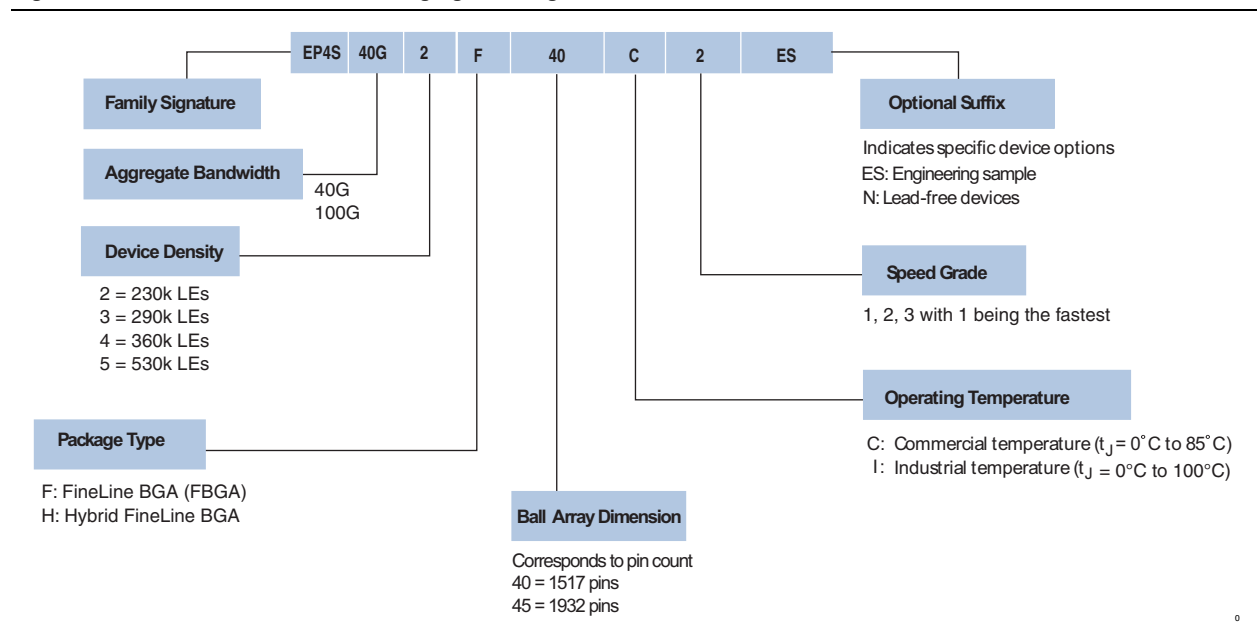 EP4S 40G 2 F 40 C 2 ES
Family Signature
Optional Suffix
Indicates specific device options
ES: Engineering sample
N: Lead-free devices
Aggregate Bandwidth
40G
100G
Device Density
2 = 230k LEs
3 = 290k LEs
4 = 360k LEs
5 = 530k LEs
Speed Grade
1, 2, 3 with 1 being the fastest
Operating Temperature
C: Commercial temperature (tJ = 0˚C to 85˚C)
I: Industrial temperature (tJ = 0°C to 100°C)
Package Type
F: FineLine BGA (FBGA)
H: Hybrid FineLine BGA
Ball Array Dimension
Corresponds to pin count
40 = 1517 pins
45 = 1932 pins